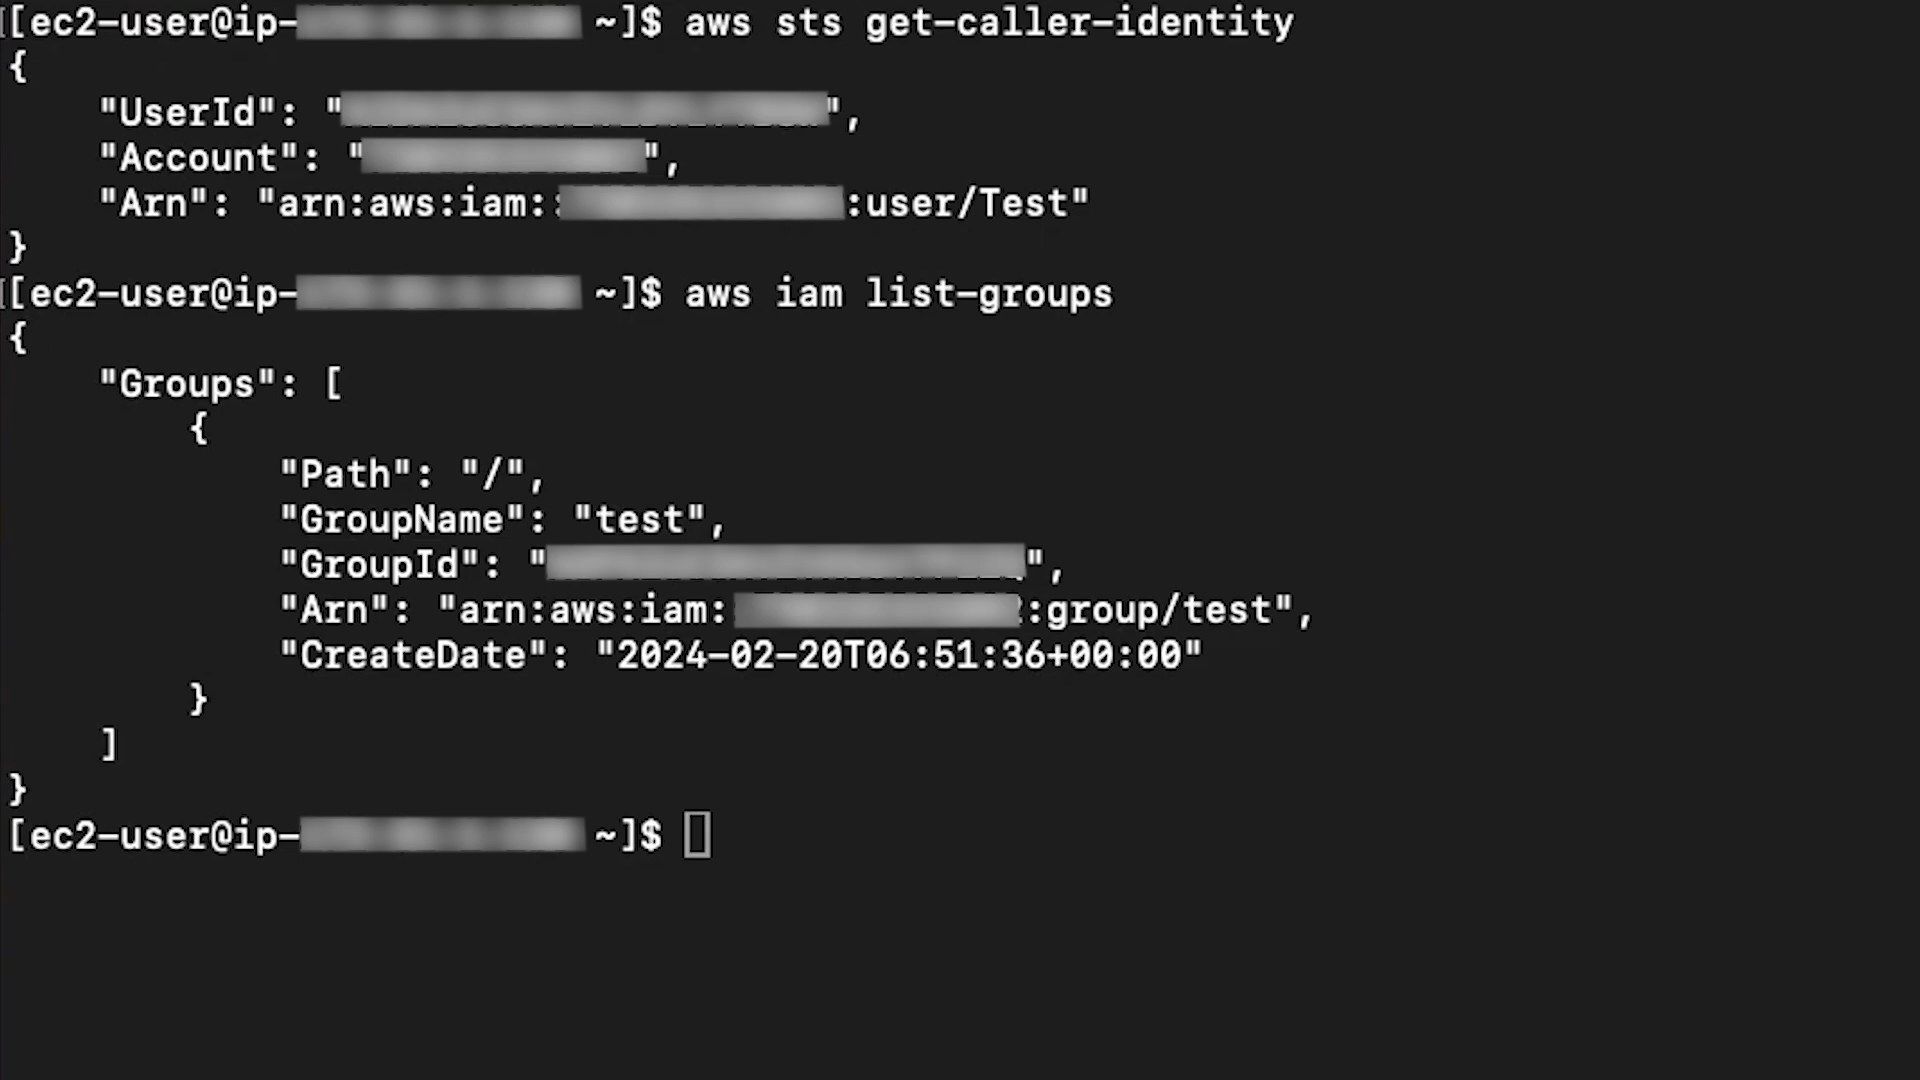 [ec2-user@ip- ~]$ aws sts get-caller-identity
{
"UserId": " ",
"Account": " ",
"Arn": "arn:aws:iam: :user/Test"
}
[ec2-user@ip- ~]$ aws iam list-groups
{
"Groups": [
{
"Path": "/",
"GroupName": "test",
"GroupId": " ",
"Arn": "arn:aws:iam: :group/test",
"CreateDate": "2024-02-20T06:51:36+00:00"
}
]
}
[ec2-user@ip- ~]$